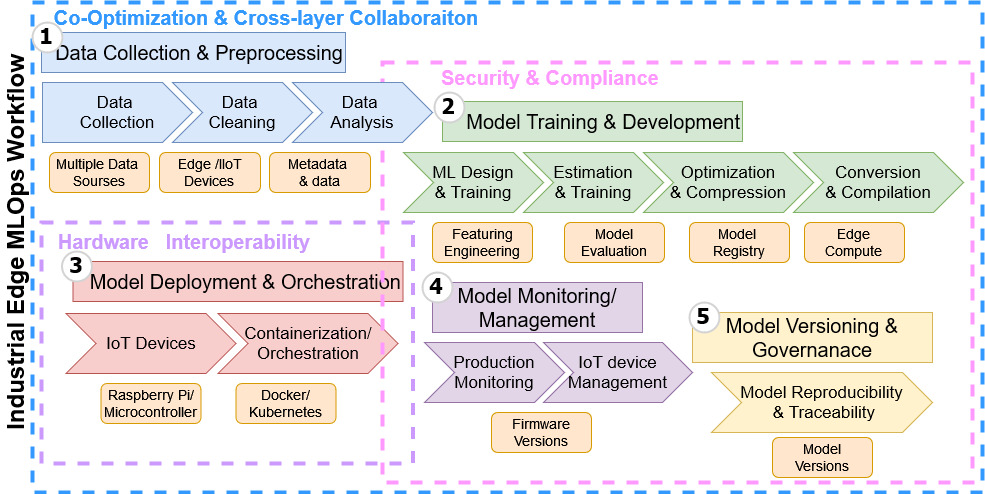 Industrial Edge MLOps Workflow
Co-Optimization & Cross-layer Collaboraiton
1
Data Collection & Preprocessing
Data
Collection
Data
Cleaning
Data
Analysis
Multiple Data
Sourses
Edge /IIoT
Devices
Metadata
& data
Security & Compliance
2
Model Training & Development
ML Design
& Training
Estimation
& Training
Optimization
& Compression
Conversion
& Compilation
Featuring
Engineering
Model
Evaluation
Model
Registry
Edge
Compute
Hardware Interoperability
3
Model Deployment & Orchestration
IoT Devices
Containerization/
Orchestration
Raspberry Pi/
Microcontroller
Docker/
Kubernetes
4
Model Monitoring/
Management
Production
Monitoring
IoT device
Management
Firmware
Versions
5
Model Versioning &
Governanace
Model Reproducibility
& Traceability
Model
Versions